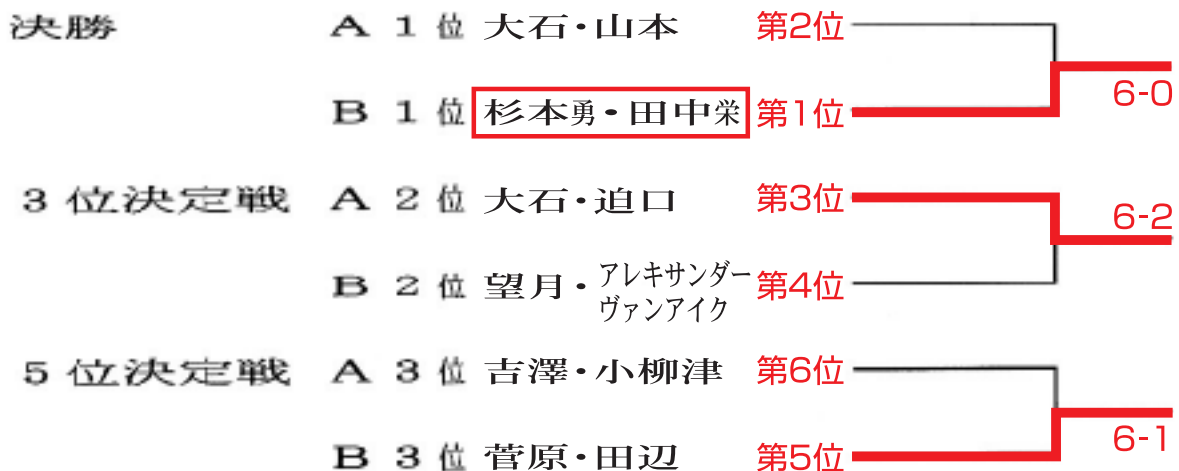 決勝 A 1 位 大石・山本 第2位
B 1 位 杉本勇・田中栄 第1位 6-0
3 位決定戦 A 2 位 大石・迫口 第3位
6-2
B 2 位 望月・アレキサンダー 第4位
ヴァンアイク
5 位決定戦 A 3 位 吉澤・小柳津 第6位
B 3 位 菅原・田辺 第5位 6-1